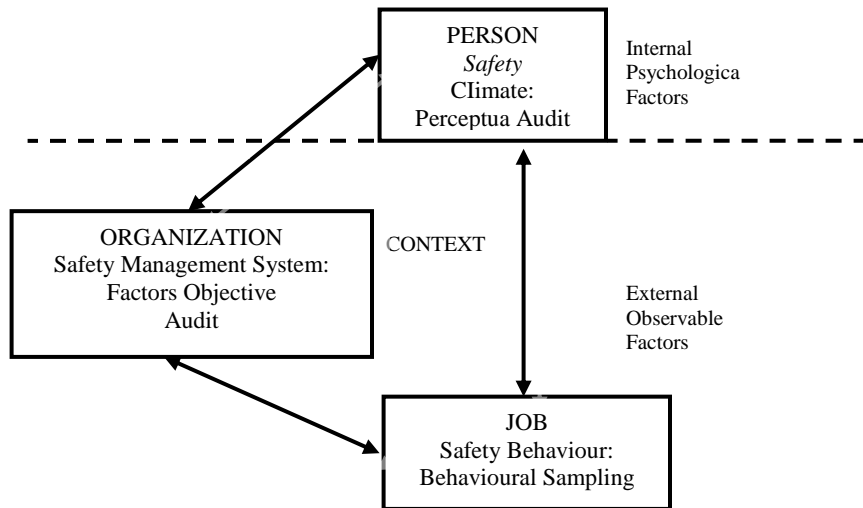 PERSON
Safety
CIimate:
Perceptua Audit
Internal
Psychologica
Factors
ORGANIZATION
Safety Management System:
Factors Objective
Audit
CONTEXT
External
Observable
Factors
JOB
Safety Behaviour:
Behavioural Sampling